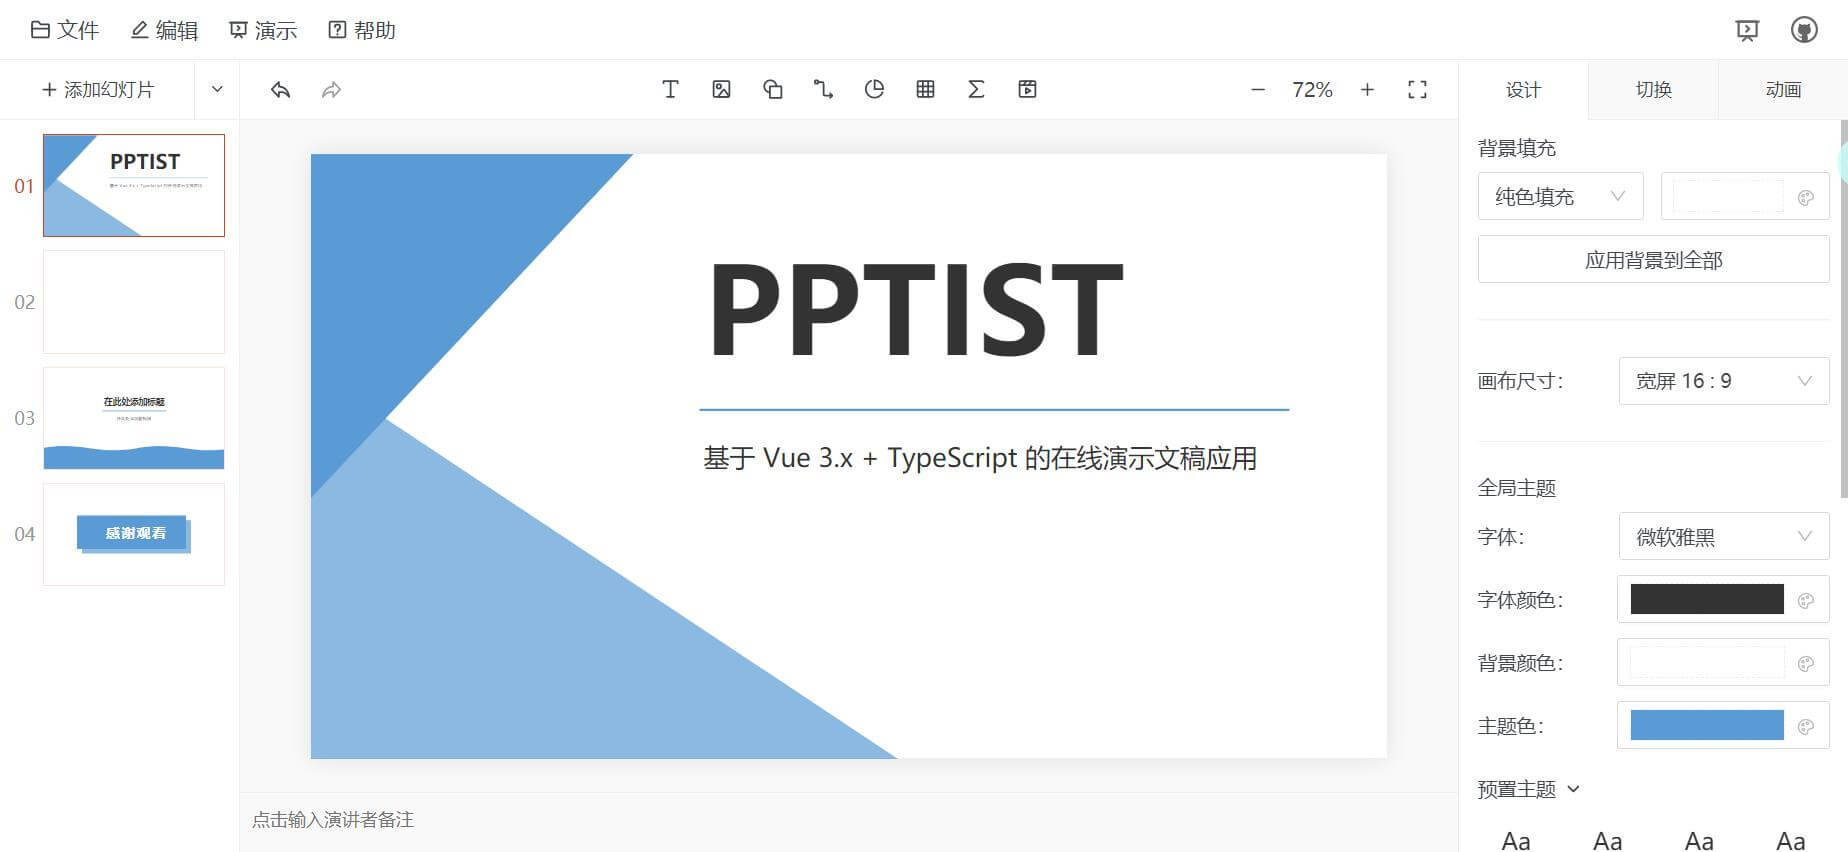 文件 编辑 演示 帮助
添加幻灯片
72%
设计 切换 动画
01
PPTIST
基于 Vue 3.x + TypeScript 的在线演示文稿应用
02
03
在此处添加标题
04
感谢观看
PPTIST
基于 Vue 3.x + TypeScript 的在线演示文稿应用
点击输入演讲者备注
背景填充
纯色填充
应用背景到全部
画布尺寸：
宽屏 16 : 9
全局主题
字体：
微软雅黑
字体颜色：
背景颜色：
主题色：
预置主题
Aa Aa Aa Aa